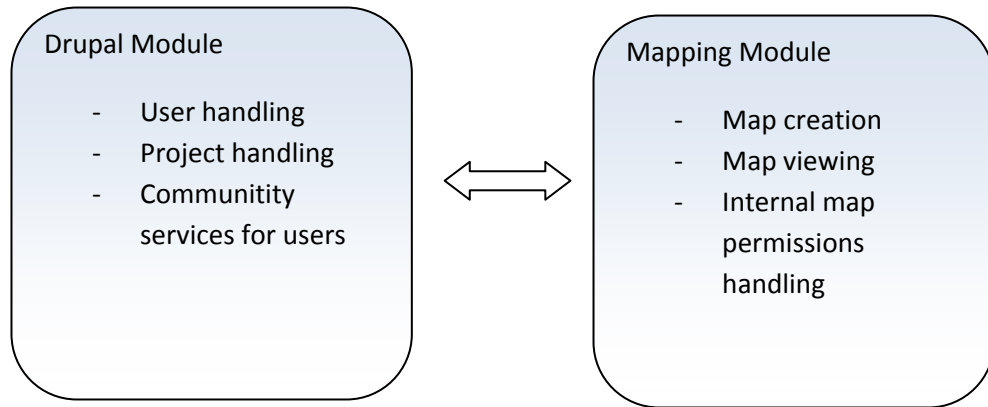 Drupal Module
- User handling
- Project handling
- Communitity
services for users
Mapping Module
- Map creation
- Map viewing
- Internal map
permissions
handling